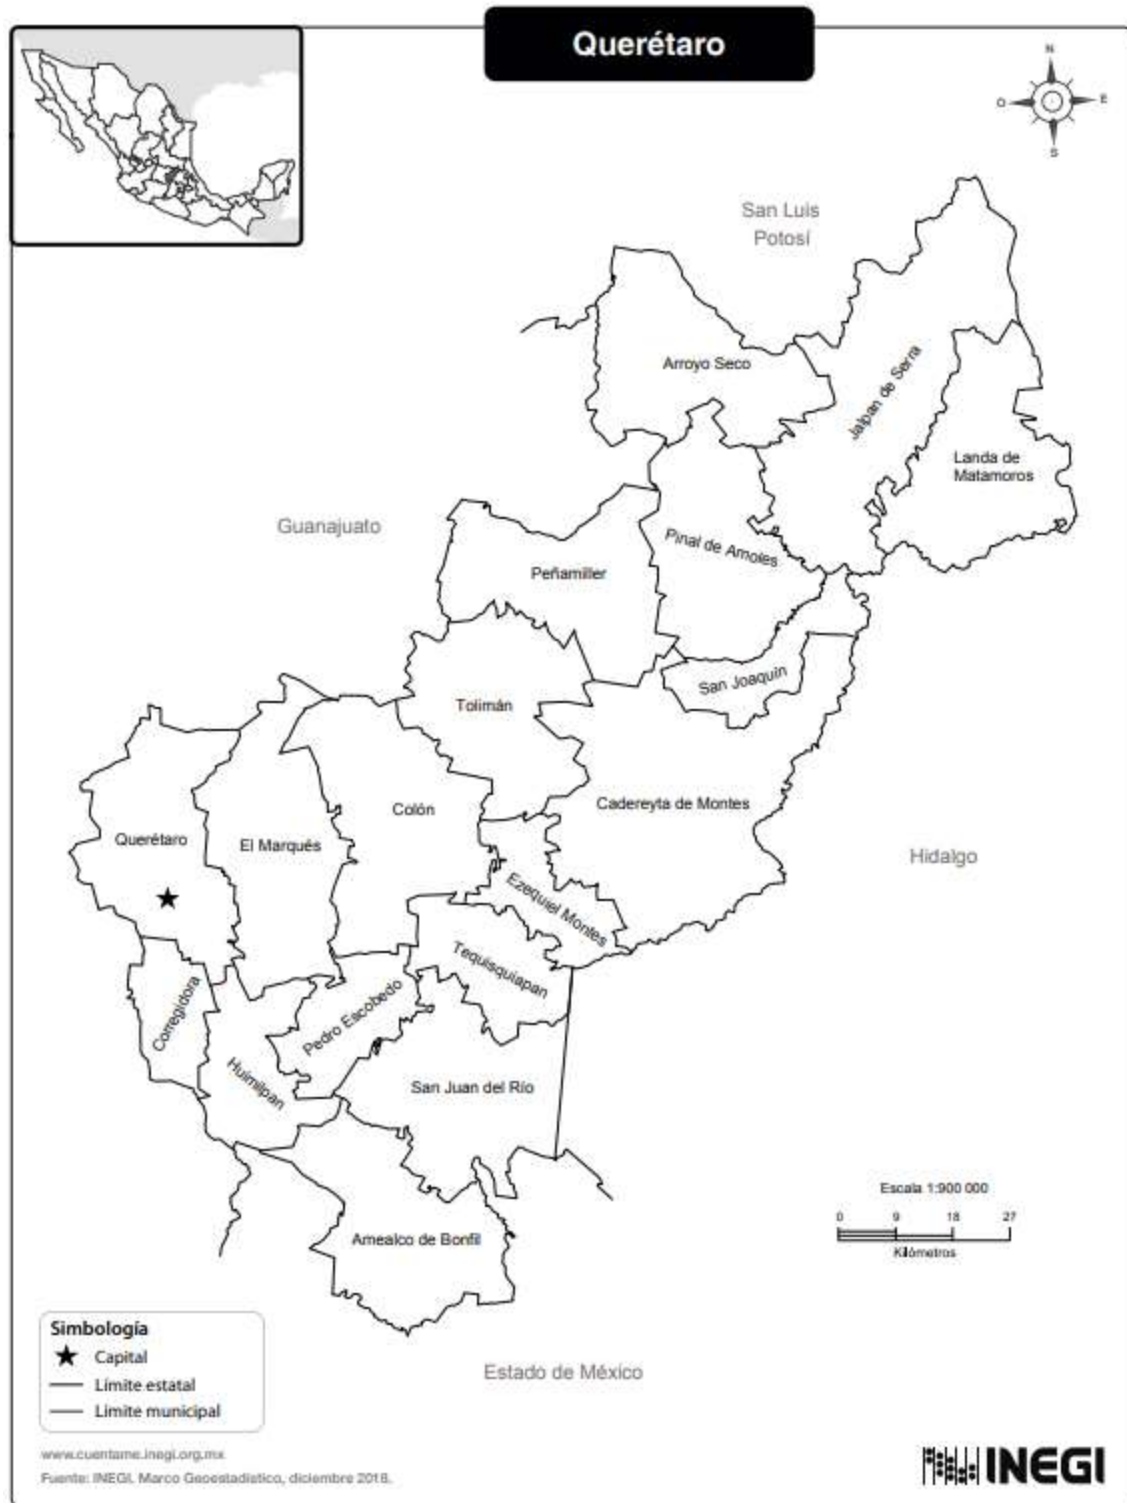 Querétaro
N
O
E
S
San Luis
Potosí
Arroyo Seco
Jalpan de Serra
Landa de
Matamoros
Guanajuato
Pinal de Amoles
Peñamiller
San Joaquín
Tolimán
Cadereyta de Montes
Colón
Querétaro
El Marqués
Hidalgo
Ezequiel Montes
Tequisquiapan
Corregidora
Pedro Escobedo
Huimilpan
San Juan del Río
Escala 1:900 000
0 9 18 27
Kilómetros
Amealco de Bonfil
Simbología
Capital
Límite estatal
Límite municipal
Estado de México
www.cuentame.inegi.org.mx
Fuente: INEGI. Marco Geoestadístico, diciembre 2018.
INEGI